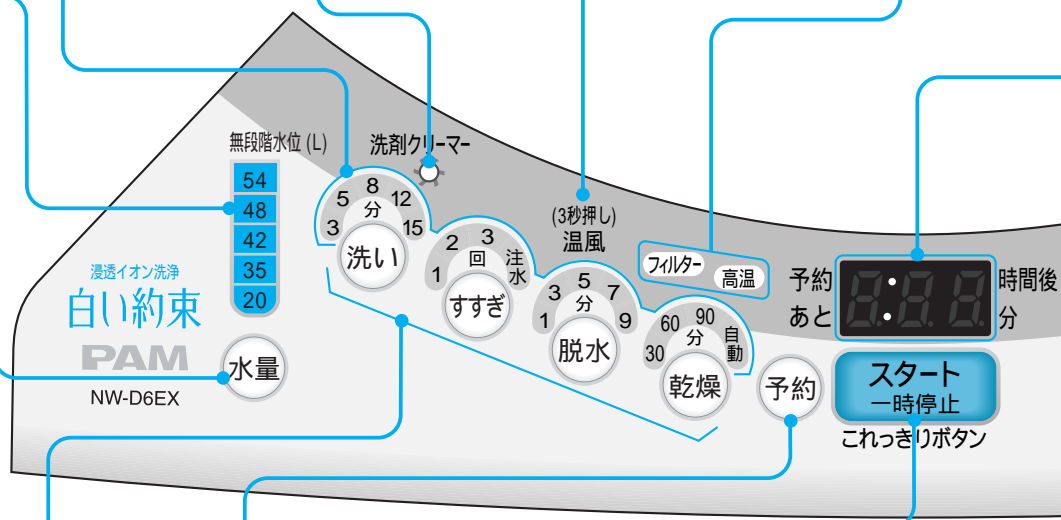 無段階水位 (L)
54
48
42
35
20
浸透イオン洗浄
白い約束
PAM
NW-D6EX
水量
洗剤クリーマー
3 5 8 12 15
分
洗い
1 2 3 注水
回
すすぎ
(3秒押し)
温風
1 3 5 7 9
分
脱水
フィルター
高温
30 60 90 自動
分
乾燥
予約
予約 8:88 時間後
あと 分
スタート
一時停止
これっきりボタン